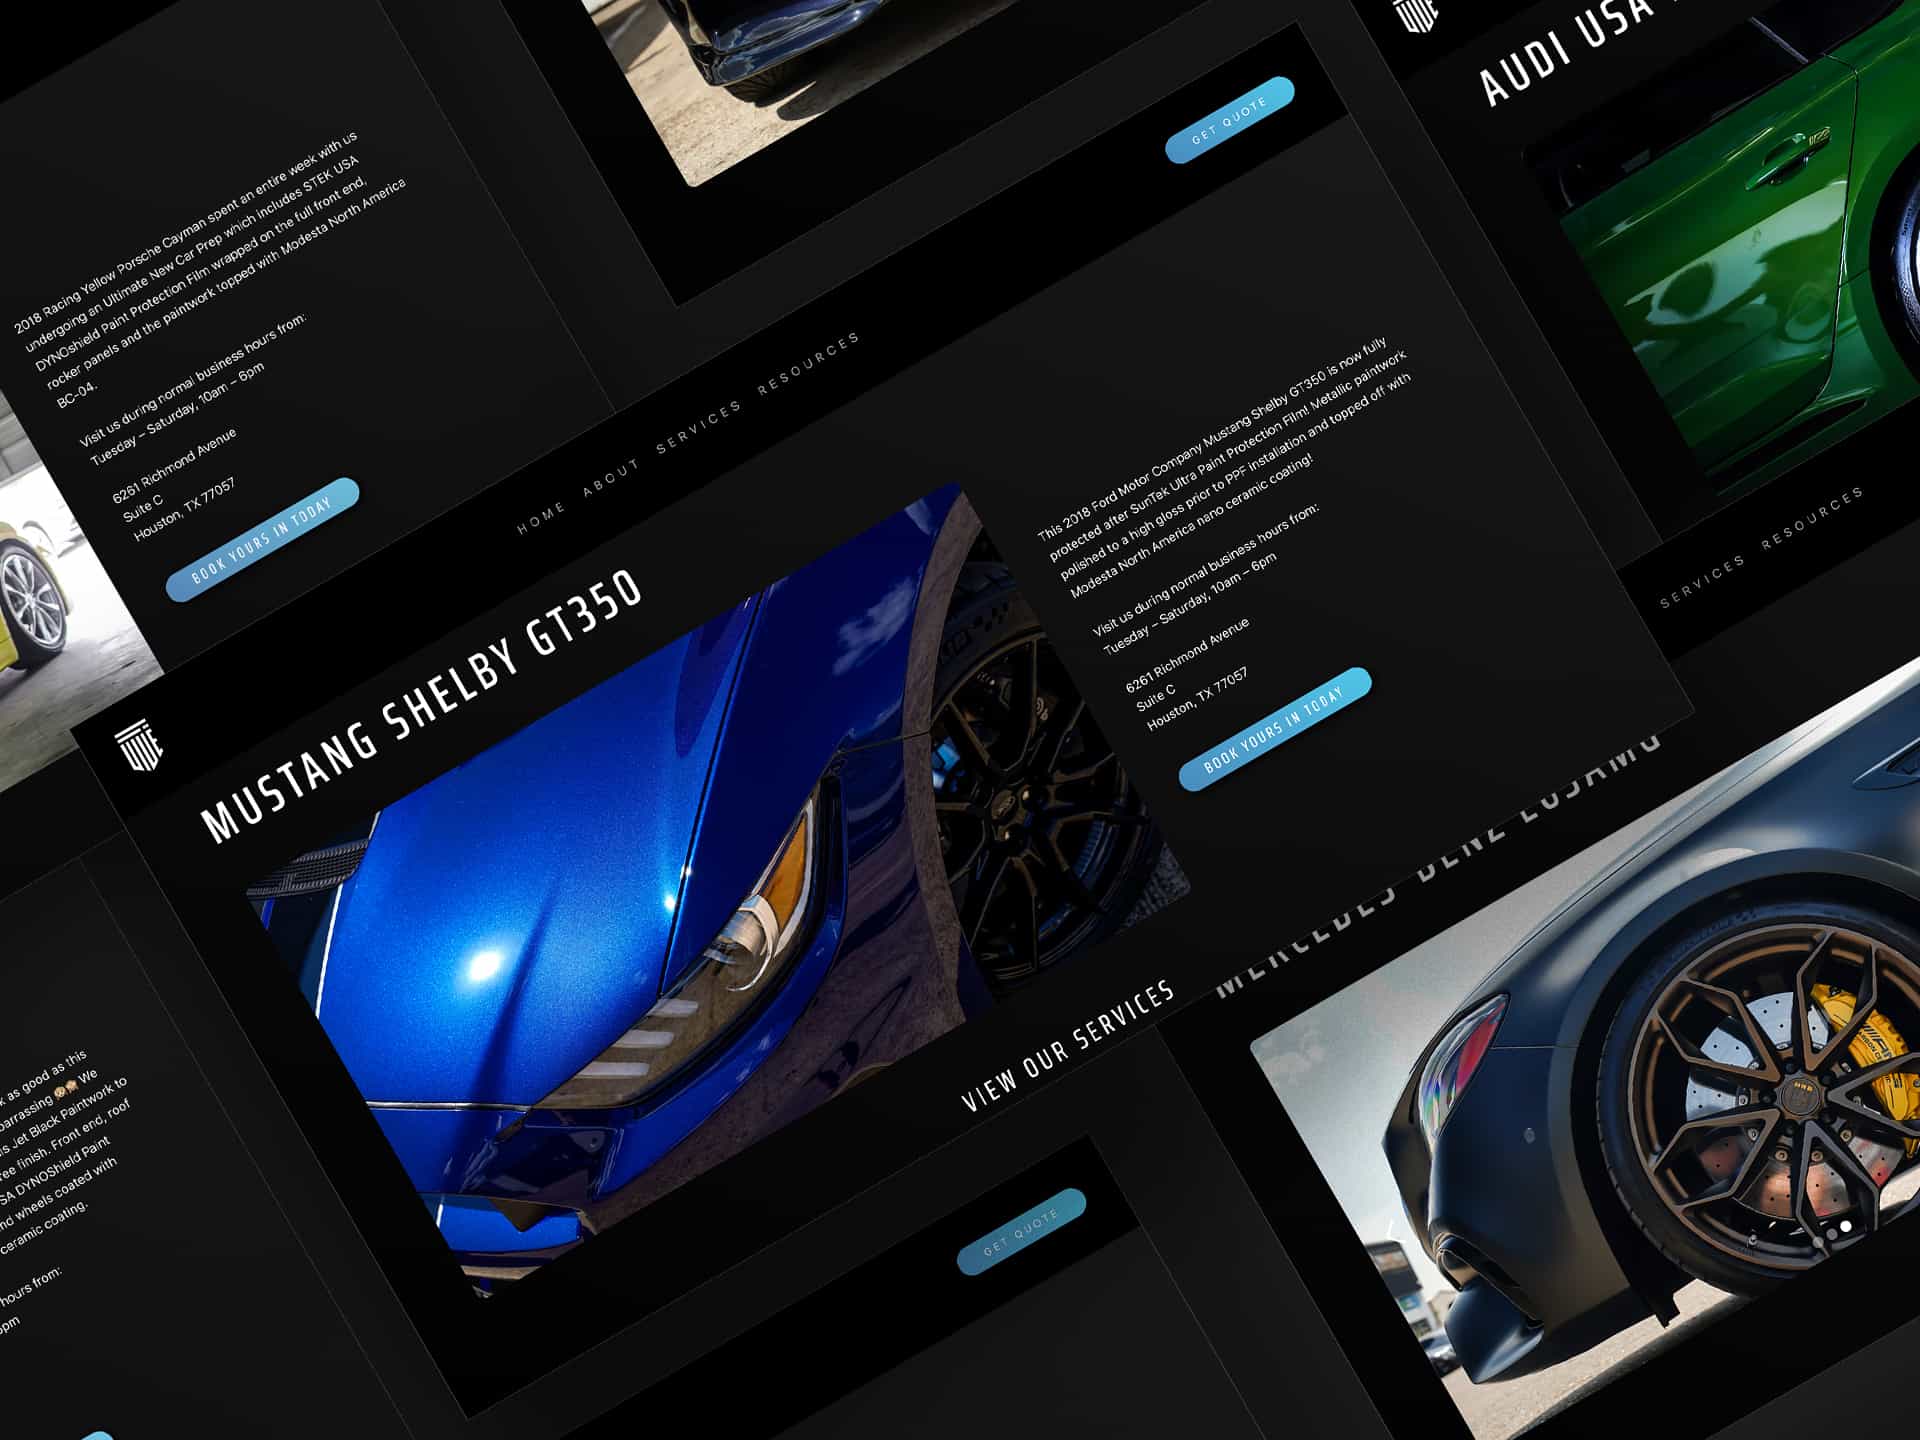 2018 Racing Yellow Porsche Cayman spent an entire week with us
undergoing an Ultimate New Car Prep which includes STEK USA
DYNOshield Paint Protection Film wrapped on the full front end,
rocker panels and the paintwork topped with Modesta North America
BC-04.
Visit us during normal business hours from:
Tuesday – Saturday, 10am – 6pm
6261 Richmond Avenue
Suite C
Houston, TX 77057
BOOK YOURS IN TODAY
GET QUOTE
HOME ABOUT SERVICES RESOURCES
MUSTANG SHELBY GT350
This 2018 Ford Motor Company Mustang Shelby GT350 is now fully
protected after SunTek Ultra Paint Protection Film! Metallic paintwork
polished to a high gloss prior to PPF installation and topped off with
Modesta North America nano ceramic coating!
Visit us during normal business hours from:
Tuesday – Saturday, 10am – 6pm
6261 Richmond Avenue
Suite C
Houston, TX 77057
BOOK YOURS IN TODAY
VIEW OUR SERVICES
AUDI USA
SERVICES RESOURCES
MERCEDES BENZ
as good as this
We
Jet Black Paintwork to
finish. Front end, roof
DYNOShield Paint
wheels coated with
ceramic coating.
hours from:
GET QUOTE